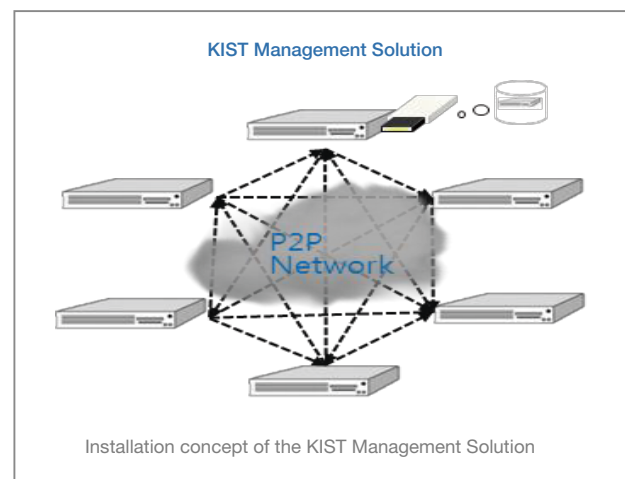 KIST Management Solution
P2P
Network
Installation concept of the KIST Management Solution